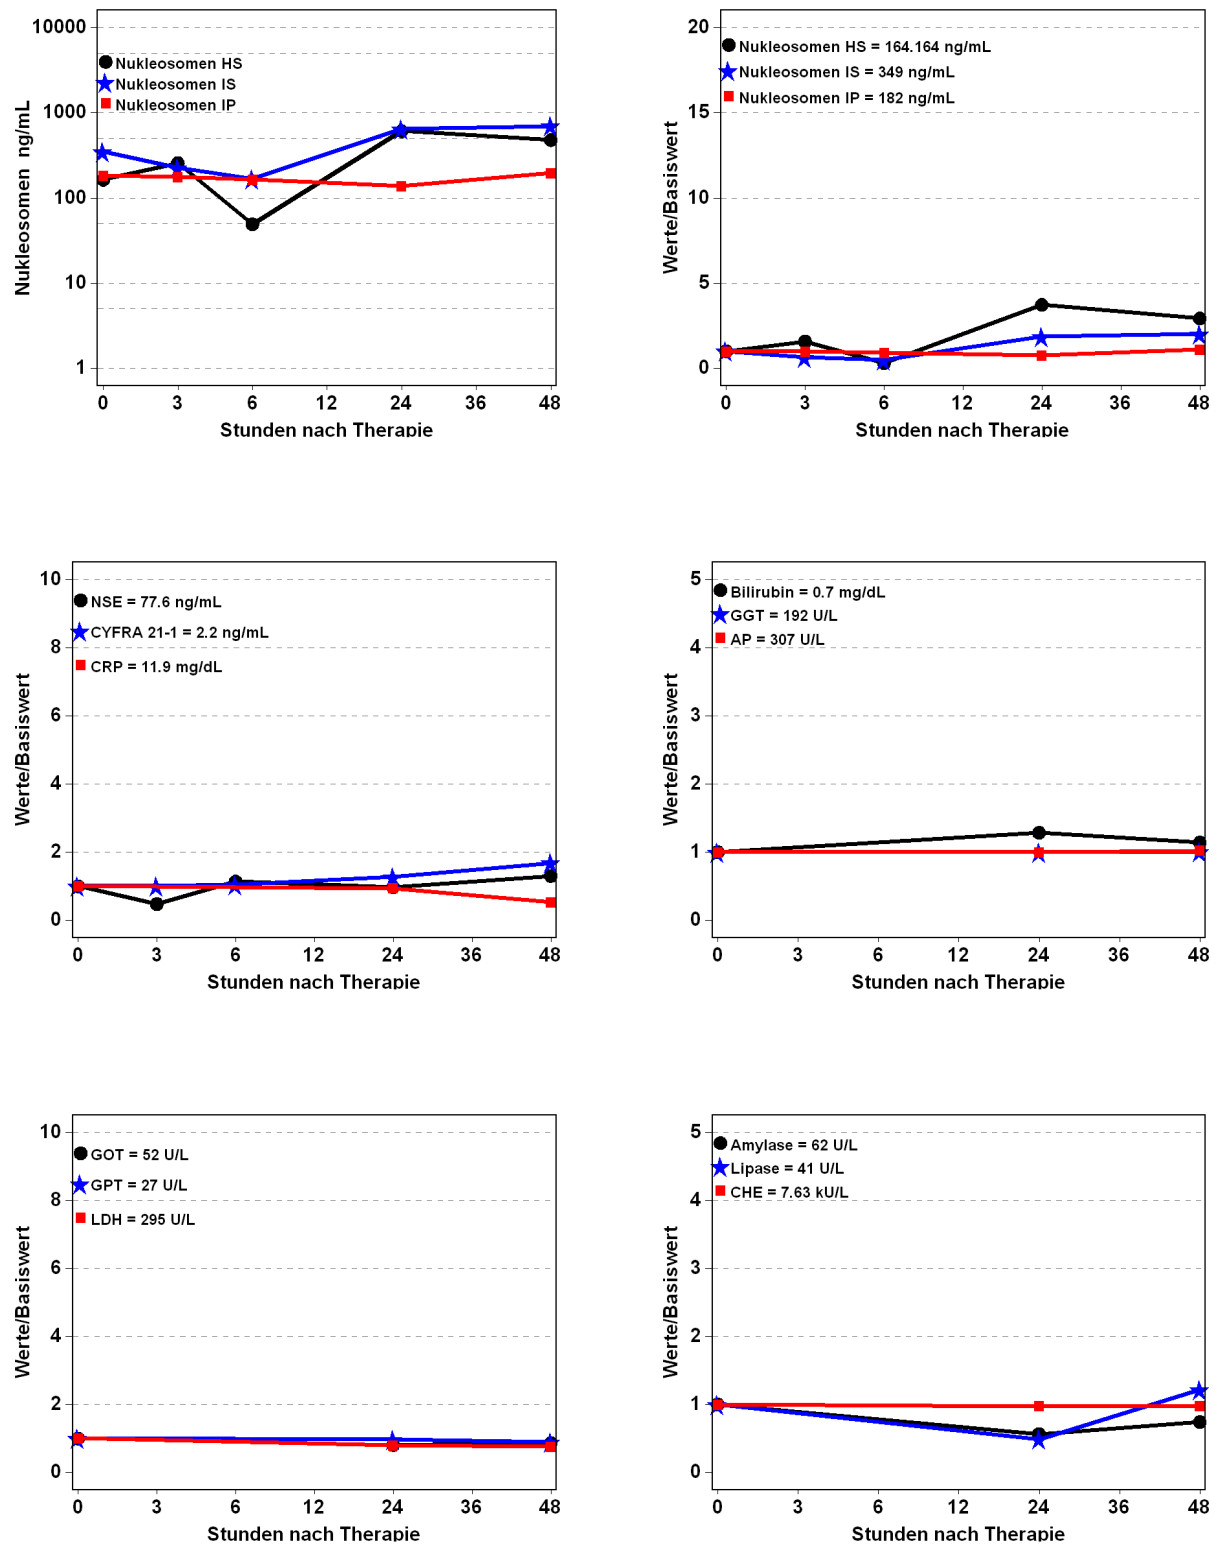 10000
1000
100
10
1
Nukleosomen ng/mL
Nukleosomen HS
Nukleosomen IS
Nukleosomen IP
0 3 6 12 24 36 48
Stunden nach Therapie
20
15
10
5
0
Werte/Basiswert
Nukleosomen HS = 164.164 ng/mL
Nukleosomen IS = 349 ng/mL
Nukleosomen IP = 182 ng/mL
0 3 6 12 24 36 48
Stunden nach Therapie
10
8
6
4
2
0
Werte/Basiswert
NSE = 77.6 ng/mL
CYFRA 21-1 = 2.2 ng/mL
CRP = 11.9 mg/dL
0 3 6 12 24 36 48
Stunden nach Therapie
5
4
3
2
1
0
Werte/Basiswert
Bilirubin = 0.7 mg/dL
GGT = 192 U/L
AP = 307 U/L
0 3 6 12 24 36 48
Stunden nach Therapie
10
8
6
4
2
0
Werte/Basiswert
GOT = 52 U/L
GPT = 27 U/L
LDH = 295 U/L
0 3 6 12 24 36 48
Stunden nach Therapie
5
4
3
2
1
0
Werte/Basiswert
Amylase = 62 U/L
Lipase = 41 U/L
CHE = 7.63 kU/L
0 3 6 12 24 36 48
Stunden nach Therapie